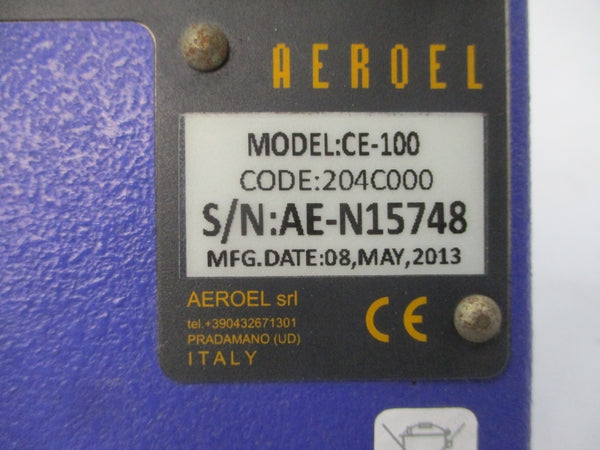 AEROEL
MODEL:CE-100
CODE:204C000
S/N:AE-N15748
MFG.DATE:08,MAY,2013
AEROEL srl
tel.+390432671301
PRADAMANO (UD)
ITALY
CE